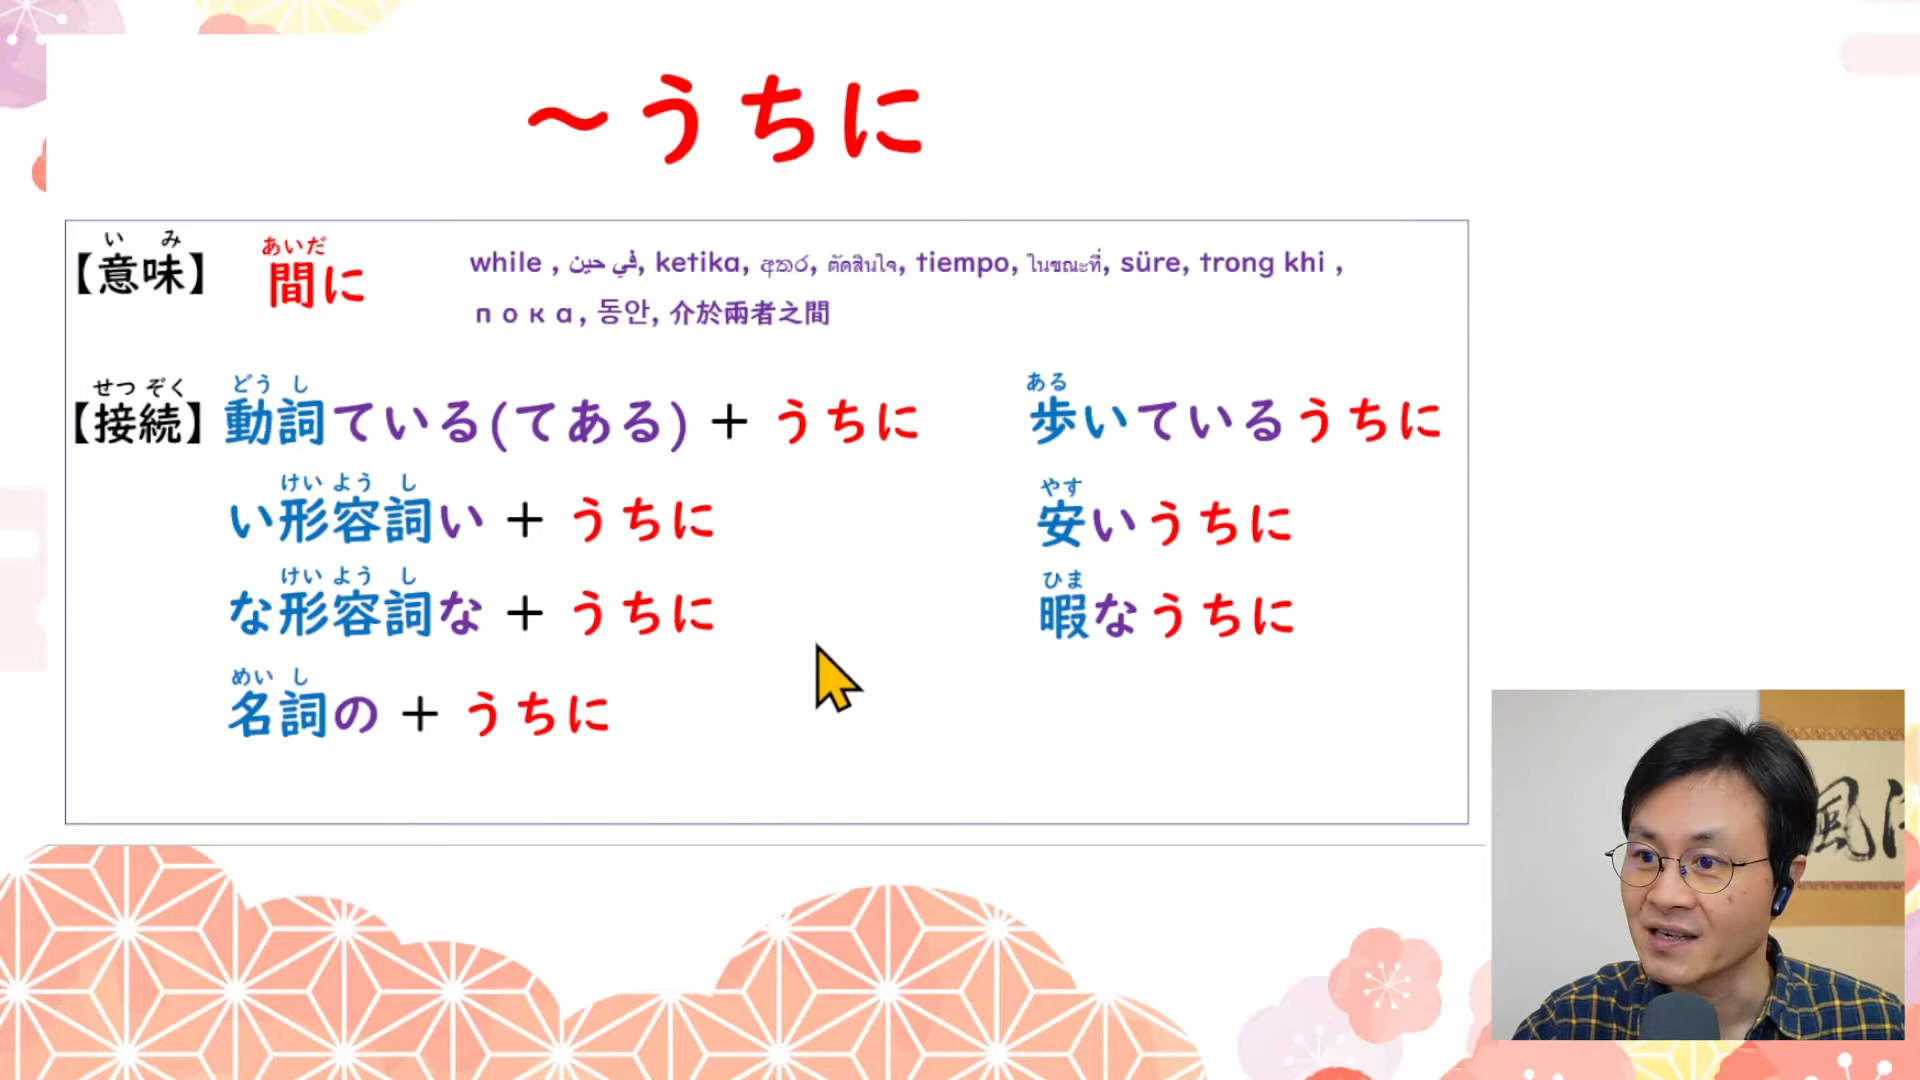 ～うちに
【意味】 間に while , في حين, ketika, අතර, ตัดสินใจ, tiempo, ในขณะที่, süre, trong khi ,
い み
あいだ
п о к а, 동안, 介於兩者之間
せつ ぞく どう し ある
【接続】 動詞ている(てある) + うちに 歩いているうちに
けい よう し やす
い形容詞い + うちに 安いうちに
けい よう し ひま
な形容詞な + うちに 暇なうちに
めい し
名詞の + うちに
風